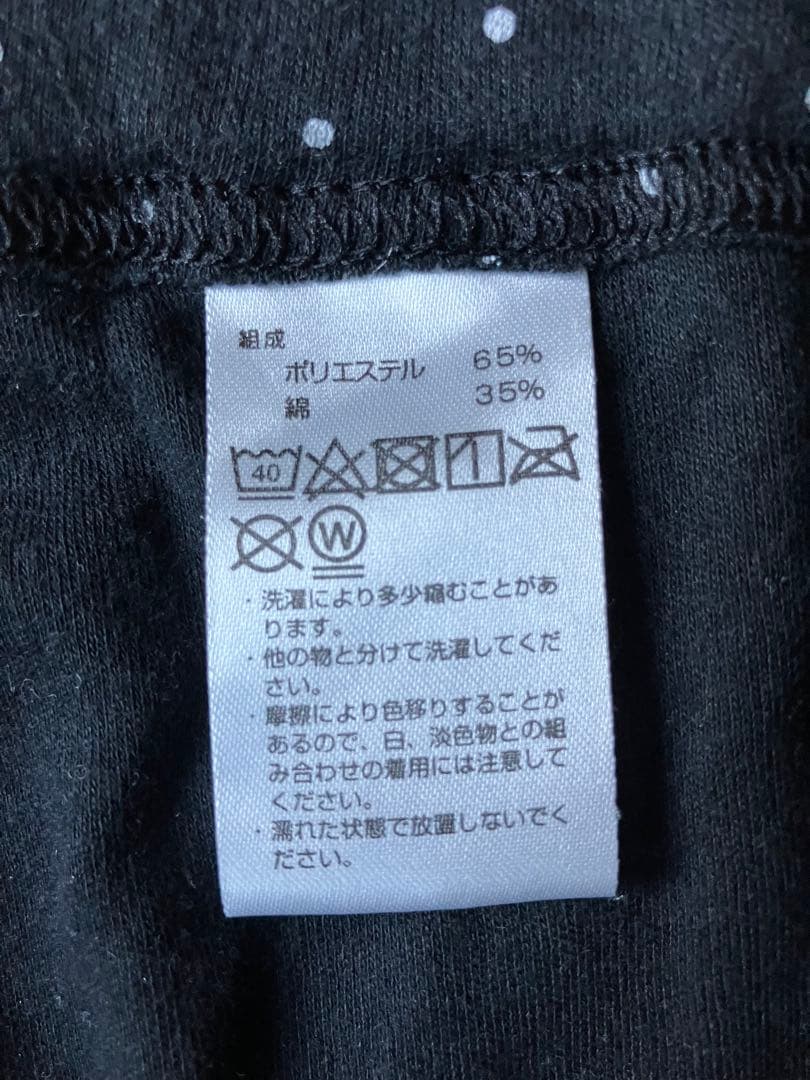 組成
ポリエステル 65%
綿 35%
40
W
・洗濯により多少縮むことがあ
ります。
・他の物と分けて洗濯してくだ
さい。
・摩擦により色移りすることが
あるので、白、淡色物との組
み合わせの着用には注意して
ください。
・濡れた状態で放置しないでく
ださい。